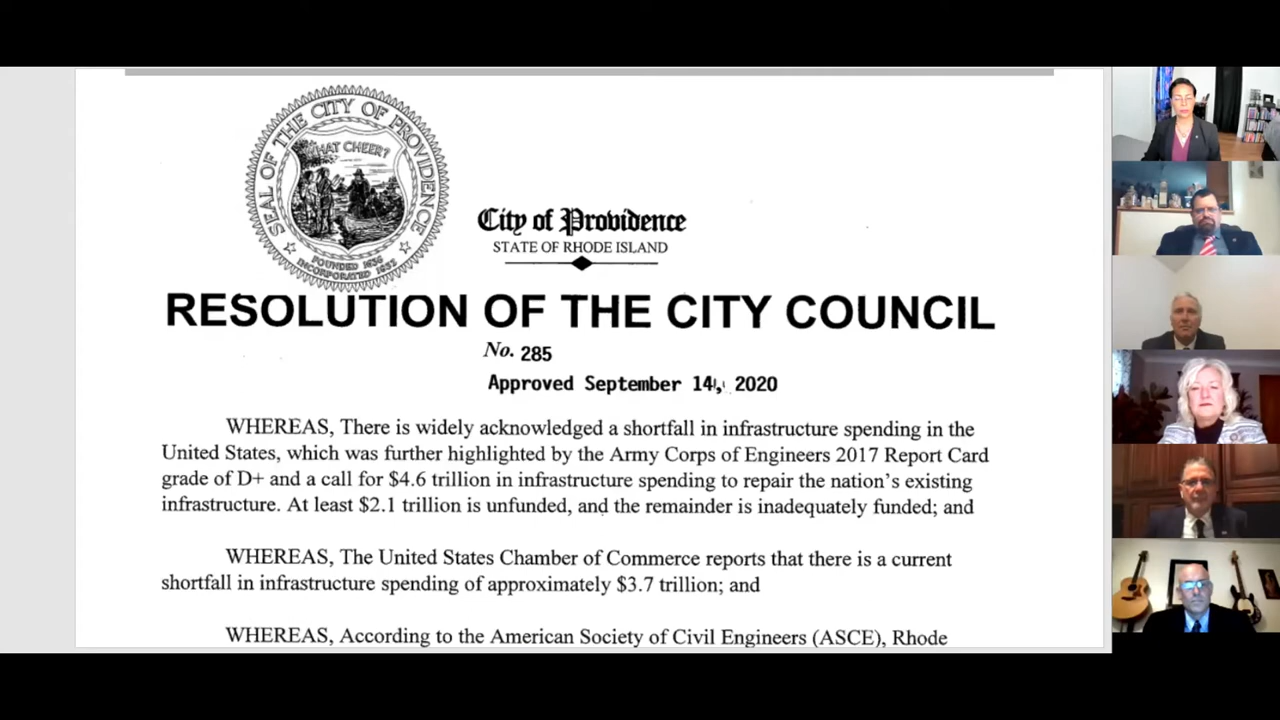 SEAL OF THE CITY OF PROVIDENCE
WHAT CHEER?
FOUNDED 1636
INCORPORATED 1832
City of Providence
STATE OF RHODE ISLAND
RESOLUTION OF THE CITY COUNCIL
No. 285
Approved September 14, 2020
WHEREAS, There is widely acknowledged a shortfall in infrastructure spending in the
United States, which was further highlighted by the Army Corps of Engineers 2017 Report Card
grade of D+ and a call for $4.6 trillion in infrastructure spending to repair the nation's existing
infrastructure. At least $2.1 trillion is unfunded, and the remainder is inadequately funded; and
WHEREAS, The United States Chamber of Commerce reports that there is a current
shortfall in infrastructure spending of approximately $3.7 trillion; and
WHEREAS, According to the American Society of Civil Engineers (ASCE), Rhode